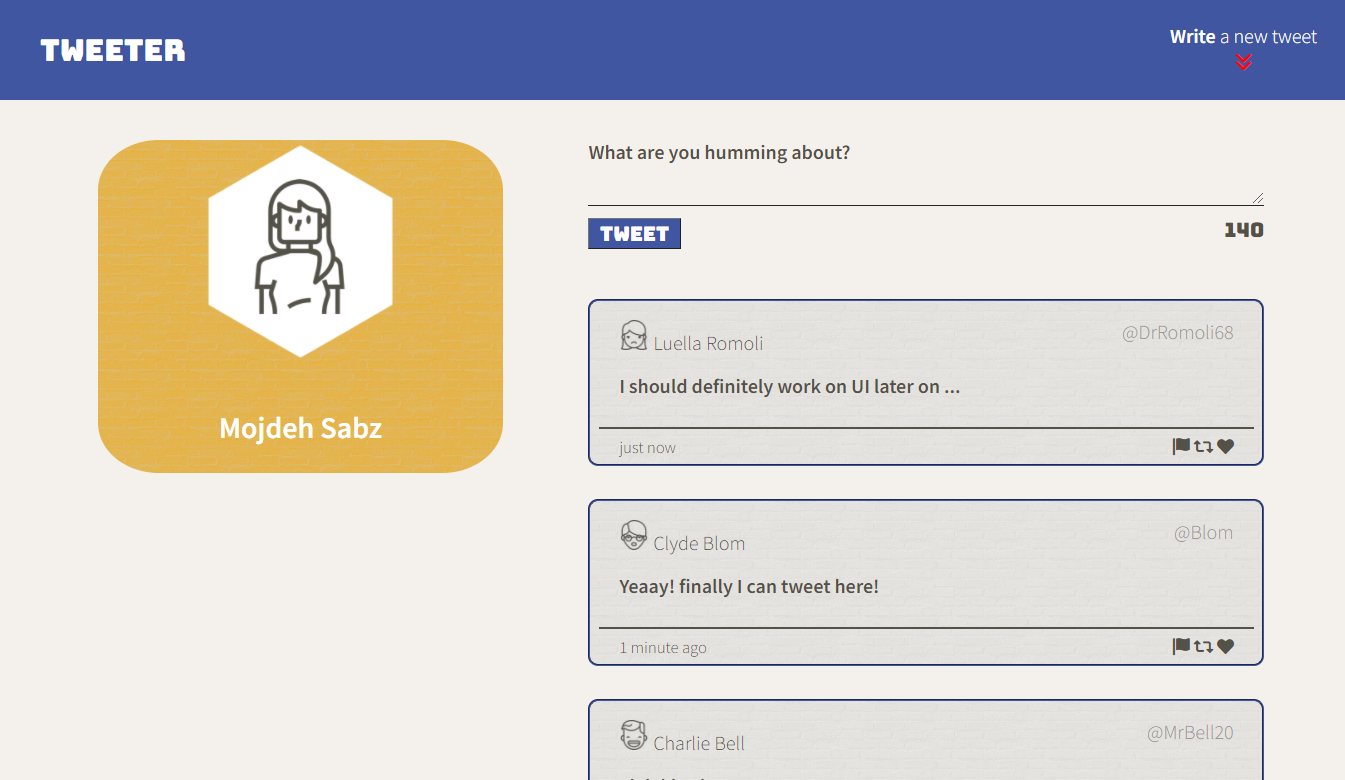 TWEETER
Write a new tweet
Mojdeh Sabz
What are you humming about?
TWEET
140
Luella Romoli
@DrRomoli68
I should definitely work on UI later on ...
just now
Clyde Blom
@Blom
Yeaay! finally I can tweet here!
1 minute ago
Charlie Bell
@MrBell20